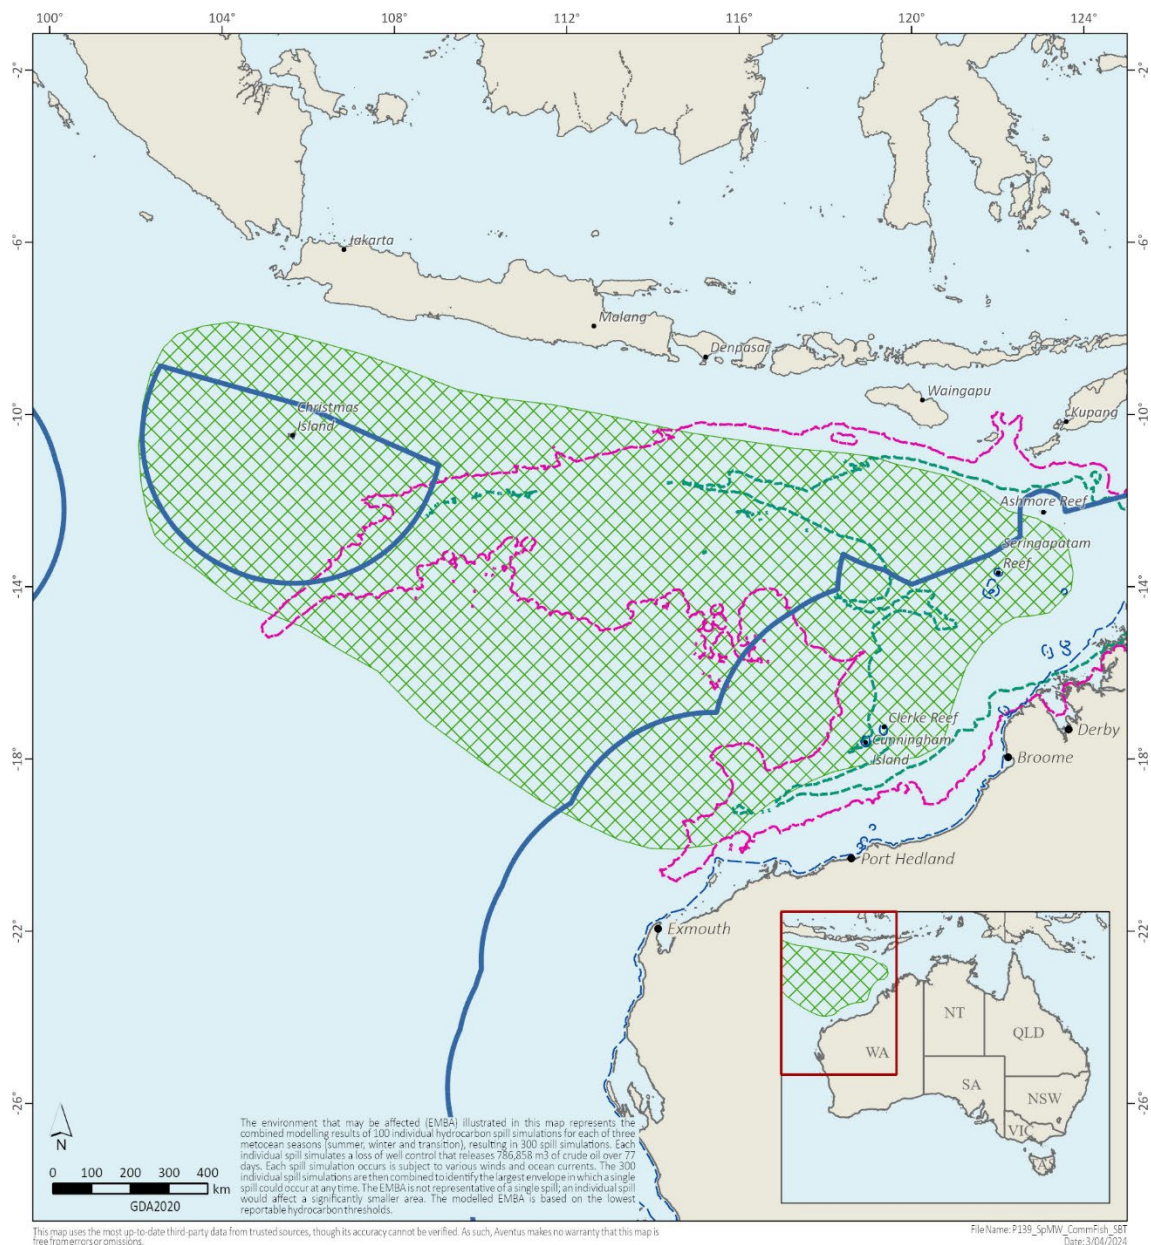 100° 104° 108° 112° 116° 120° 124°
-2° -2°
-6° -6°
Jakarta
Malang
Denpasar
Waingapu
-10° -10°
Christmas
Island
Kupang
Ashmore Reef
Seringapatam
Reef
-14° -14°
Clerke Reef
Cunningham
Island
Derby
-18° -18°
Broome
Port Hedland
-22° -22°
Exmouth
NT
QLD
WA
SA
NSW
VIC
TAS
-26° -26°
N
0 100 200 300 400
km
GDA2020
The environment that may be affected (EMBA) illustrated in this map represents the
combined modelling results of 100 individual hydrocarbon spill simulations for each of three
metocean seasons (summer, winter and transition), resulting in 300 spill simulations. Each
individual spill simulates a loss of well control that releases 786,858 m3 of crude oil over 77
days. Each spill simulation occurs is subject to various winds and ocean currents. The 300
individual spill simulations are then combined to identify the largest envelope in which a single
spill could occur at any time. The EMBA is not representative of a single spill; an individual spill
would affect a significantly smaller area. The modelled EMBA is based on the lowest
reportable hydrocarbon thresholds.
This map uses the most up-to-date third-party data from trusted sources, though its accuracy cannot be verified. As such, Aventus makes no warranty that this map is
free from errors or omissions.
File Name: P139_SpMW_CommFish_SBT
Date: 3/04/2024